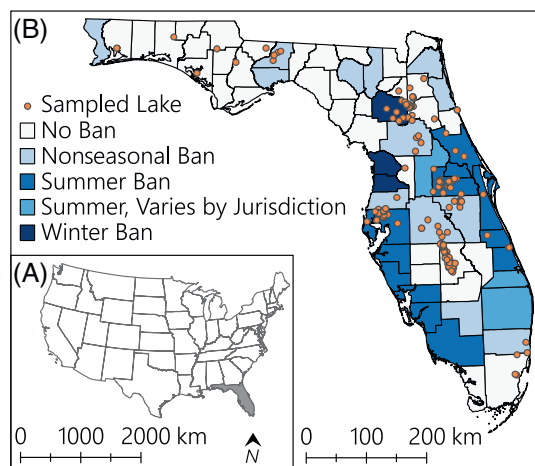 (B)
Sampled Lake
No Ban
Nonseasonal Ban
Summer Ban
Summer, Varies by Jurisdiction
Winter Ban
(A)
0 1000 2000 km
N
0 100 200 km